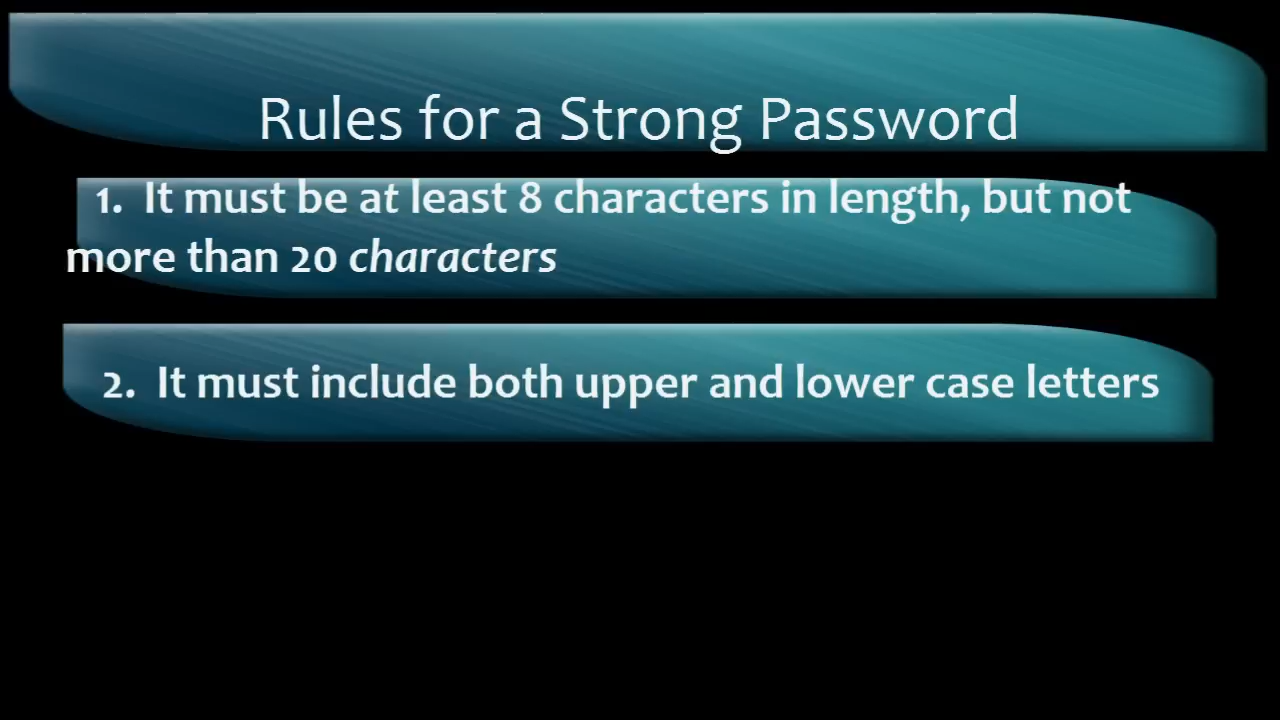 Rules for a Strong Password
1. It must be at least 8 characters in length, but not
more than 20 characters
2. It must include both upper and lower case letters